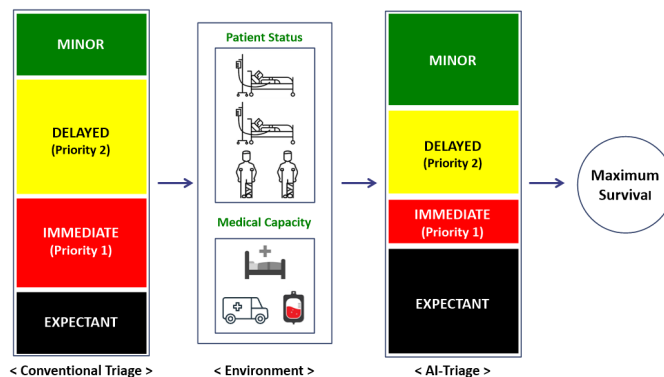 MINOR
DELAYED
(Priority 2)
IMMEDIATE
(Priority 1)
EXPECTANT
< Conventional Triage >
Patient Status
Medical Capacity
< Environment >
MINOR
DELAYED
(Priority 2)
IMMEDIATE
(Priority 1)
EXPECTANT
< AI-Triage >
Maximum
Survival